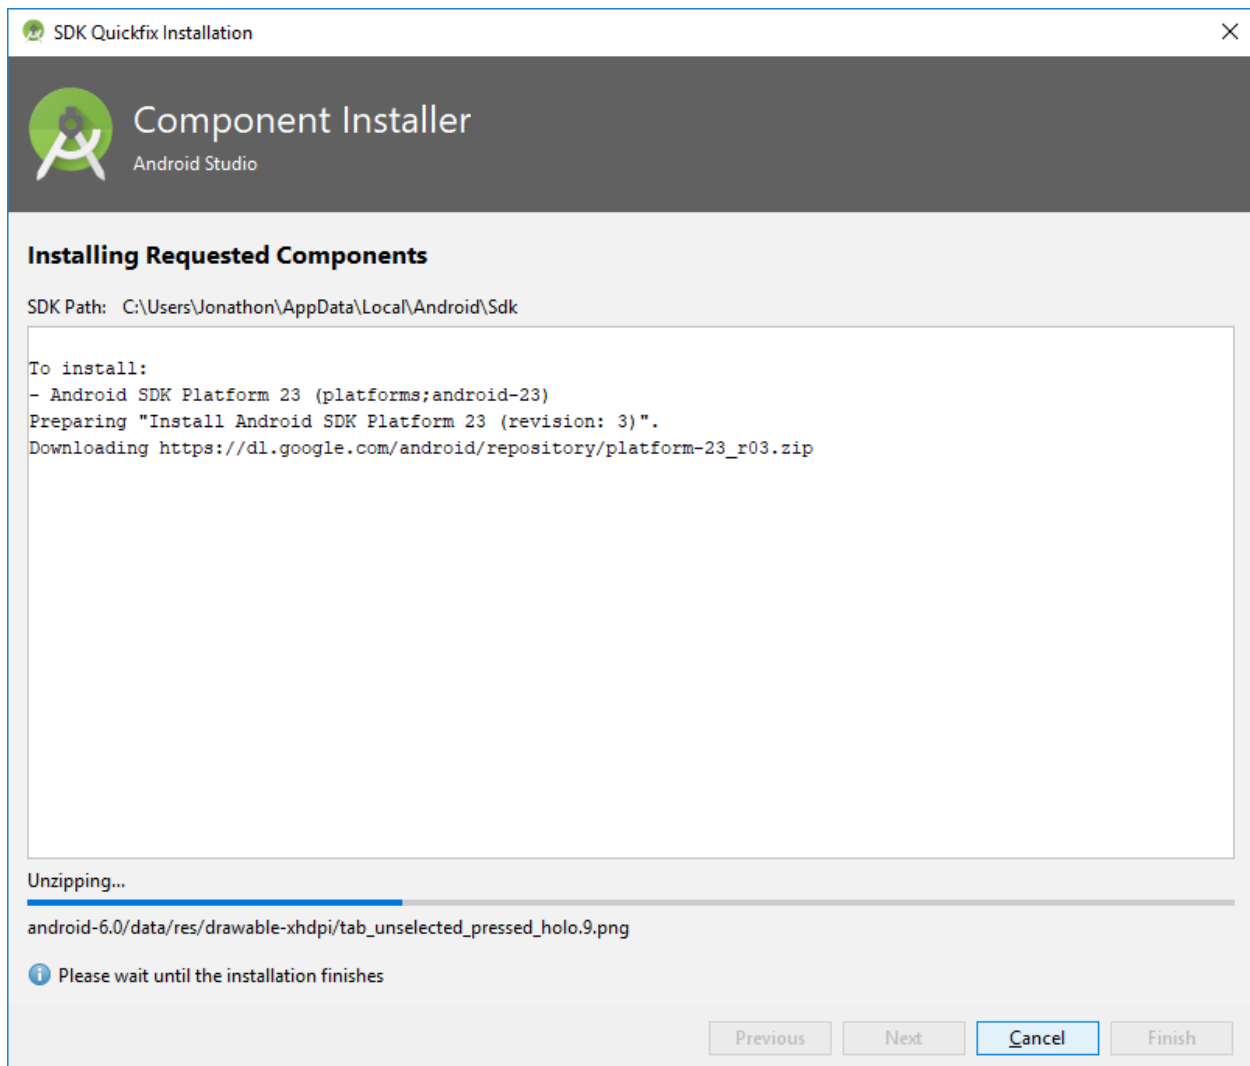 SDK Quickfix Installation
Component Installer
Android Studio
Installing Requested Components
SDK Path: C:\Users\Jonathon\AppData\Local\Android\Sdk
To install:
- Android SDK Platform 23 (platforms;android-23)
Preparing "Install Android SDK Platform 23 (revision: 3)".
Downloading https://dl.google.com/android/repository/platform-23_r03.zip
Unzipping...
android-6.0/data/res/drawable-xhdpi/tab_unselected_pressed_holo.9.png
Please wait until the installation finishes
Previous Next Cancel Finish